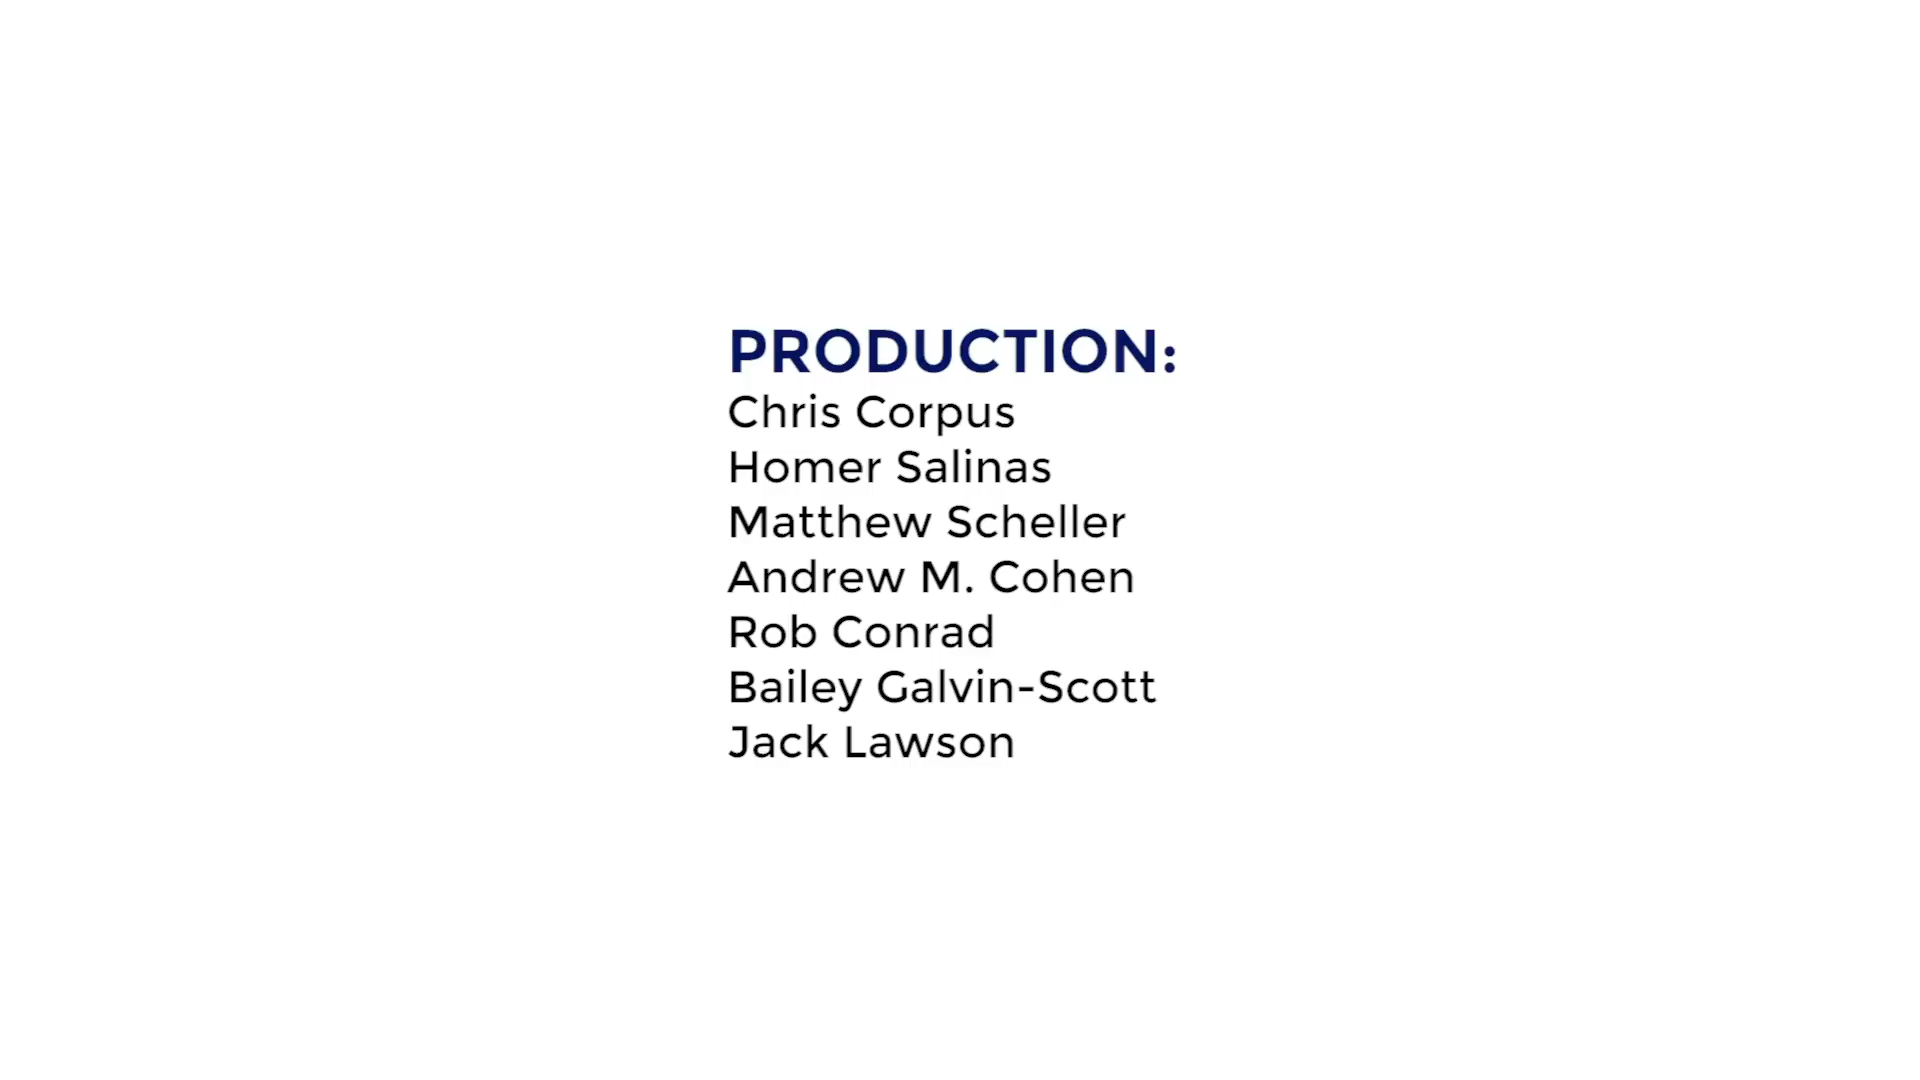 PRODUCTION:
Chris Corpus
Homer Salinas
Matthew Scheller
Andrew M. Cohen
Rob Conrad
Bailey Galvin-Scott
Jack Lawson